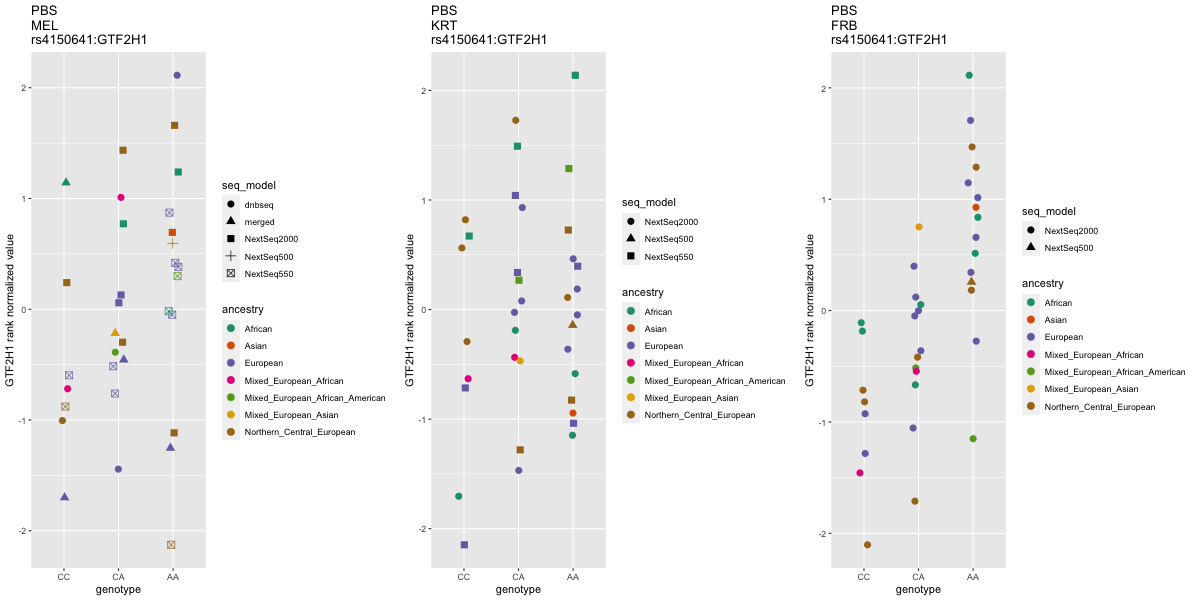 PBS
MEL
rs4150641:GTF2H1
GTF2H1 rank normalized value
2
1
0
-1
-2
CC
CA
AA
genotype
seq_model
dnbseq
merged
NextSeq2000
NextSeq500
NextSeq550
ancestry
African
Asian
European
Mixed_European_African
Mixed_European_African_American
Mixed_European_Asian
Northern_Central_European
PBS
KRT
rs4150641:GTF2H1
GTF2H1 rank normalized value
2
1
0
-1
-2
CC
CA
AA
genotype
seq_model
NextSeq2000
NextSeq500
NextSeq550
ancestry
African
Asian
European
Mixed_European_African
Mixed_European_African_American
Mixed_European_Asian
Northern_Central_European
PBS
FRB
rs4150641:GTF2H1
GTF2H1 rank normalized value
2
1
0
-1
-2
CC
CA
AA
genotype
seq_model
NextSeq2000
NextSeq500
ancestry
African
Asian
European
Mixed_European_African
Mixed_European_African_American
Mixed_European_Asian
Northern_Central_European